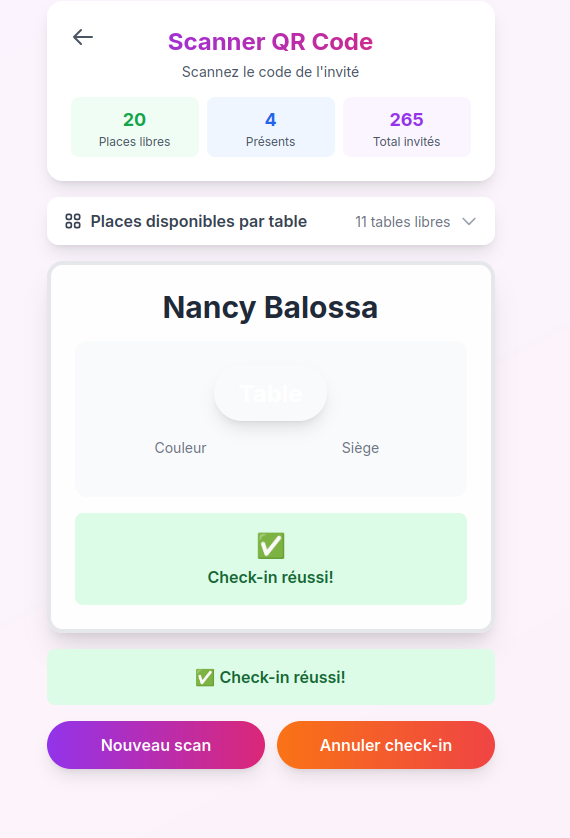 Scanner QR Code
Scannez le code de l'invité
20
Places libres
4
Présents
265
Total invités
Places disponibles par table
11 tables libres
Nancy Balossa
Table
Couleur
Siège
✅
Check-in réussi!
✅ Check-in réussi!
Nouveau scan
Annuler check-in